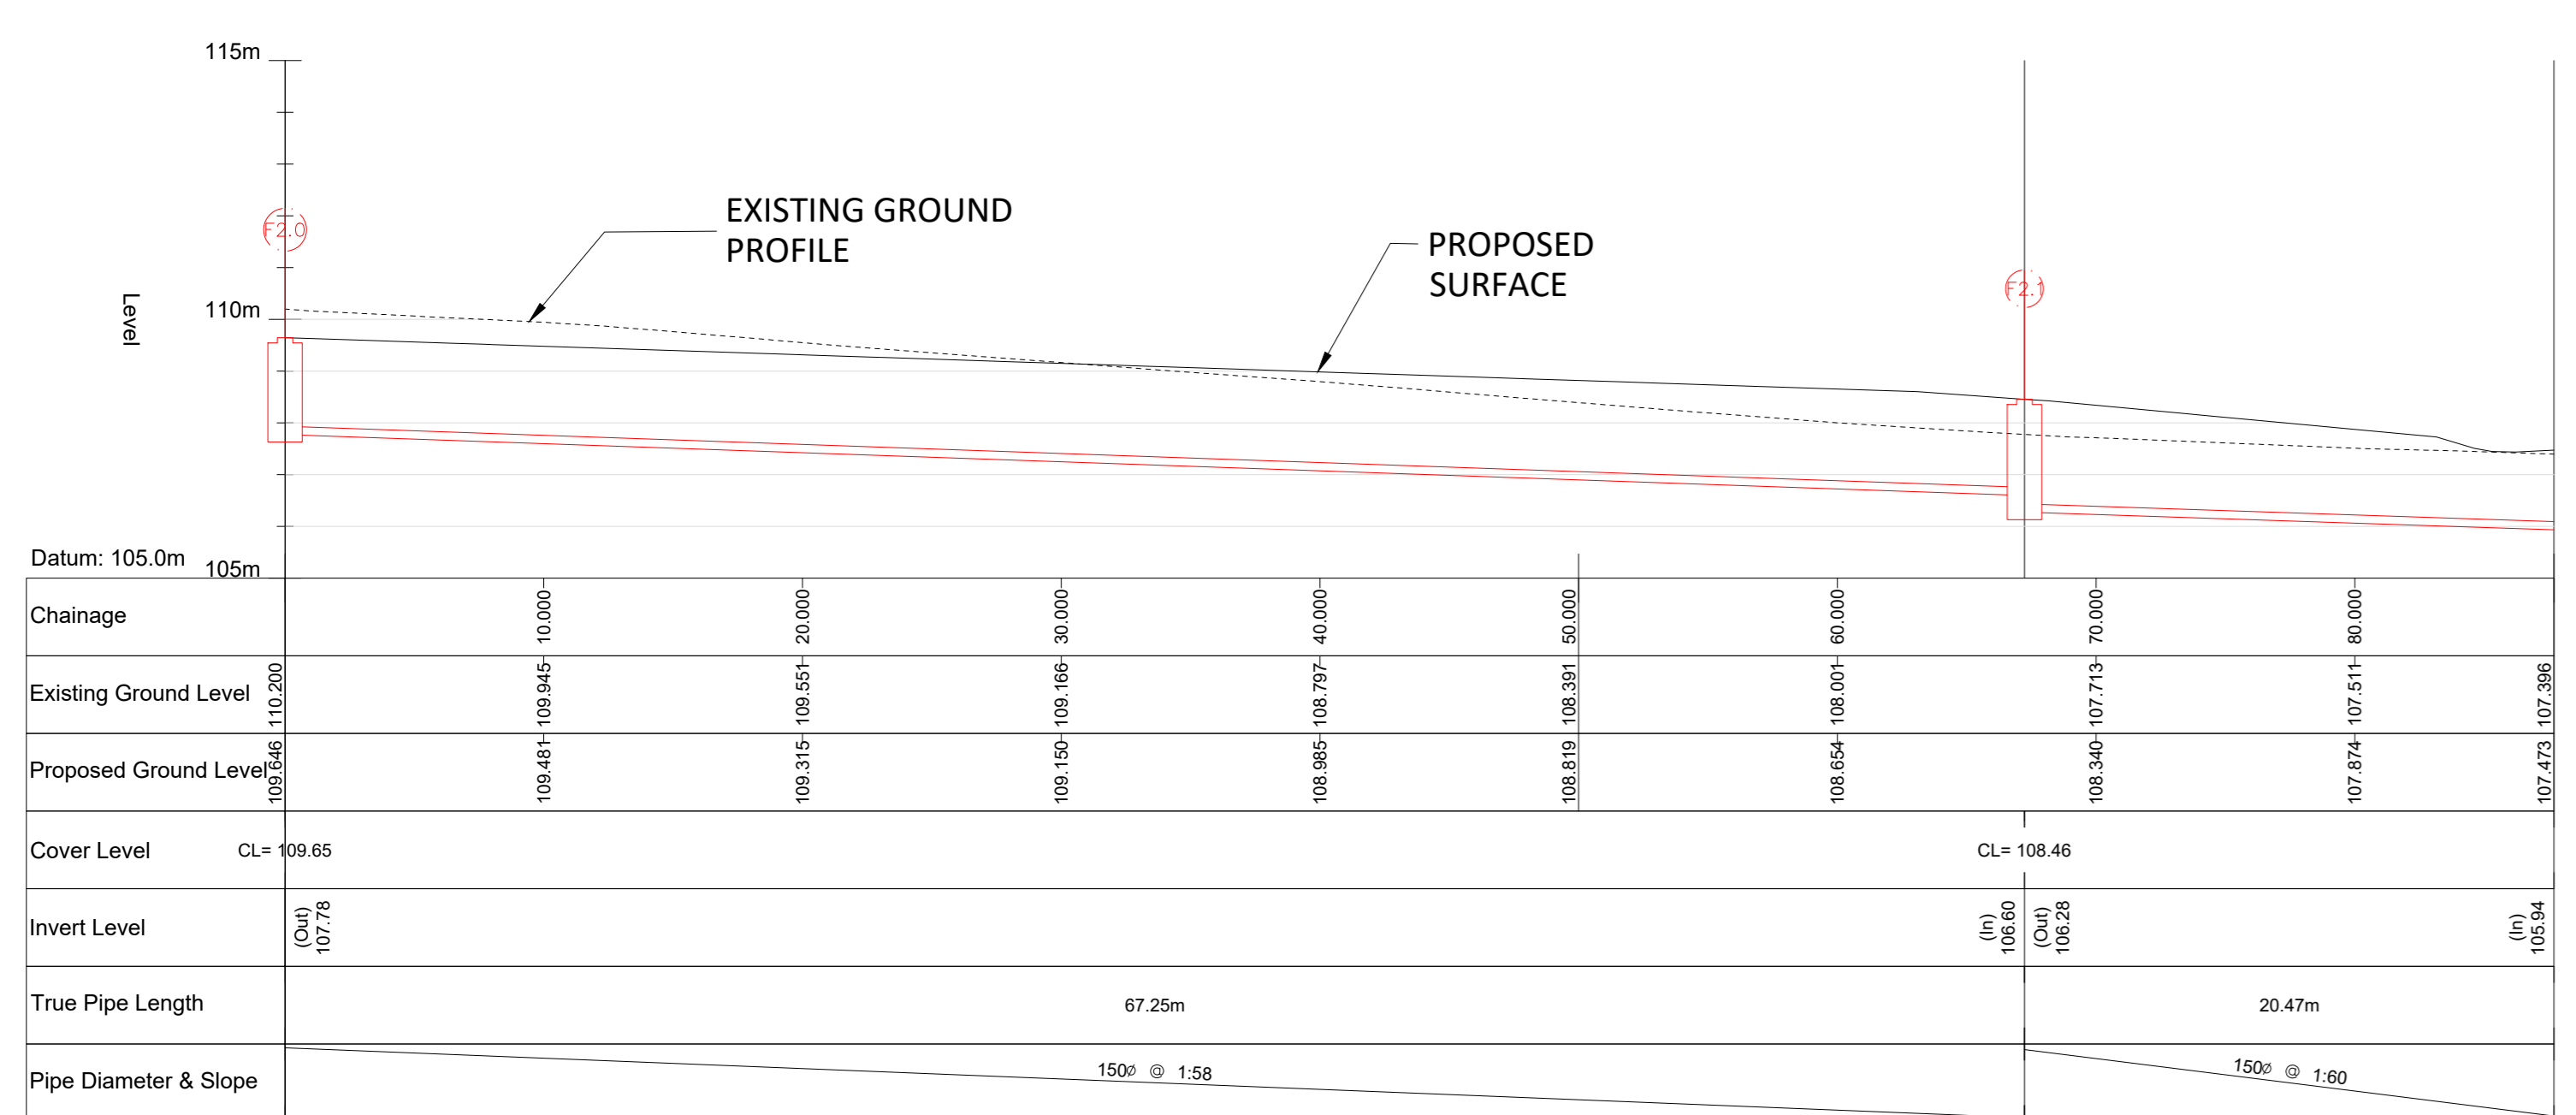 115m
F2.0
EXISTING GROUND
PROFILE
PROPOSED
SURFACE
F2.1
Level
110m
Datum: 105.0m
105m
Chainage 10.000 20.000 30.000 40.000 50.000 60.000 70.000 80.000
Existing Ground Level 110.200 109.945 109.551 109.166 108.797 108.391 108.001 107.713 107.511 107.396
Proposed Ground Level 109.646 109.481 109.315 109.150 108.985 108.819 108.654 108.340 107.874 107.473
Cover Level CL= 109.65 CL= 108.46
Invert Level (Out) 107.78 (In) 106.60 (Out) 106.28 (In) 105.94
True Pipe Length 67.25m 20.47m
Pipe Diameter & Slope 150∅ @ 1:58 150∅ @ 1:60